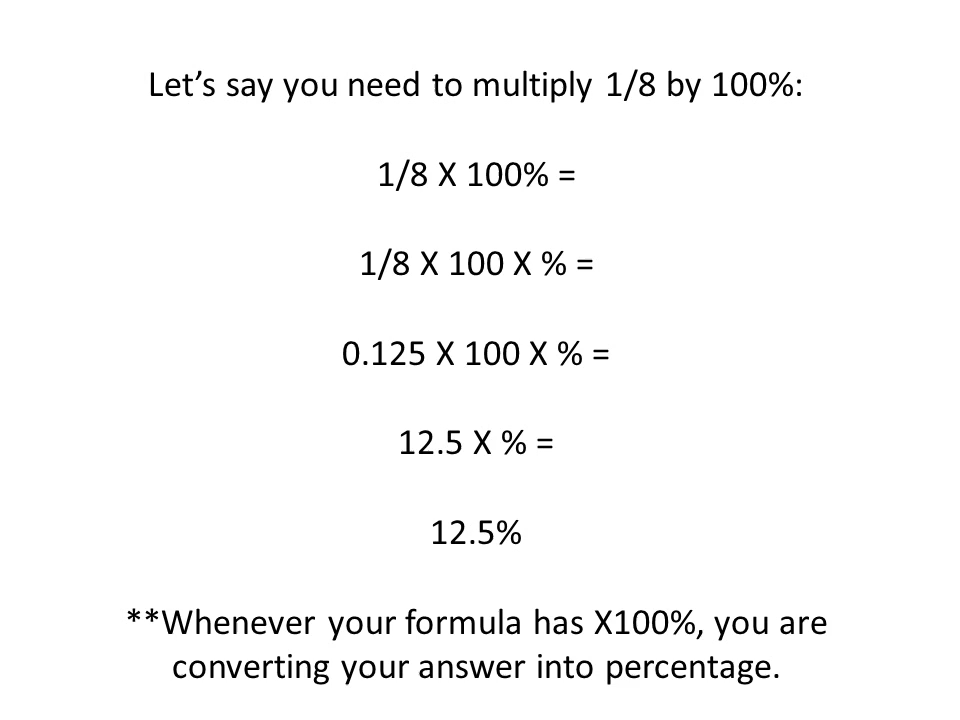 Let’s say you need to multiply 1/8 by 100%:
1/8 X 100% =
1/8 X 100 X % =
0.125 X 100 X % =
12.5 X % =
12.5%
**Whenever your formula has X100%, you are
converting your answer into percentage.